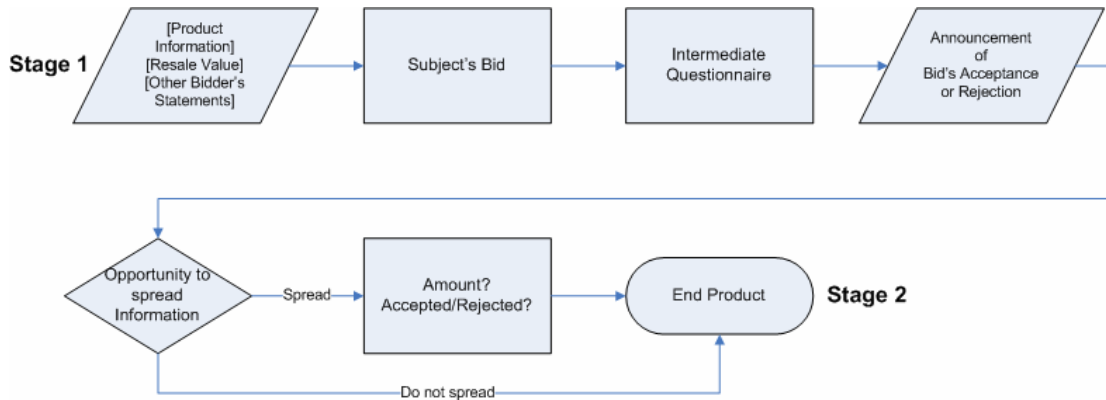 Stage 1
[Product
Information]
[Resale Value]
[Other Bidder's
Statements]
Subject's Bid
Intermediate
Questionnaire
Announcement
of
Bid's Acceptance
or Rejection
Opportunity to
spread
Information
Spread
Amount?
Accepted/Rejected?
End Product
Stage 2
Do not spread